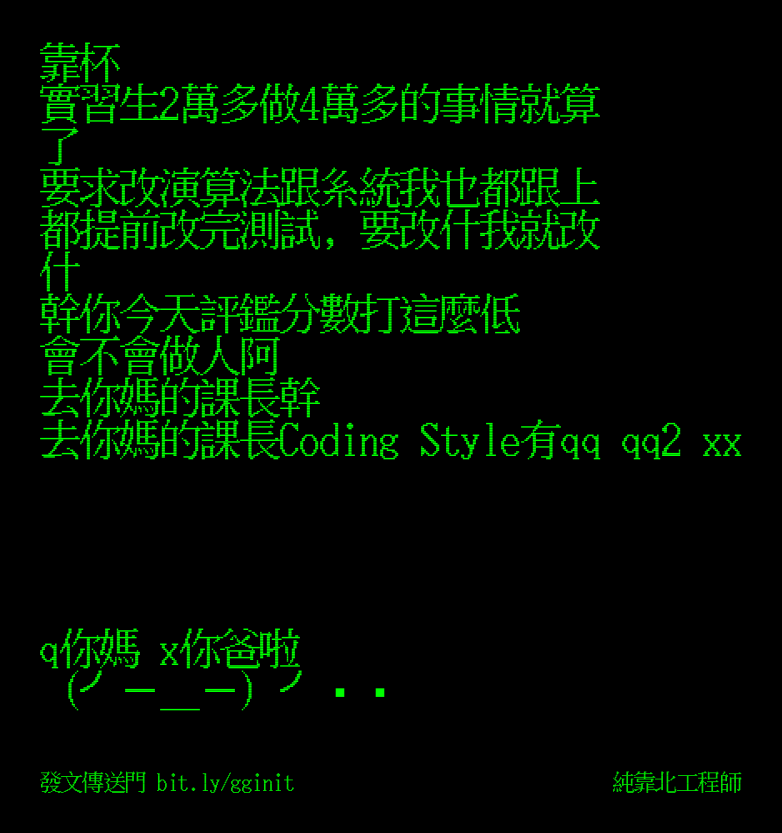 靠杯
實習生2萬多做4萬多的事情就算
了
要求改演算法跟系統我也都跟上
都提前改完測試，要改什我就改
什
幹你今天評鑑分數打這麼低
會不會做人阿
去你媽的課長幹
去你媽的課長Coding Style有qq qq2 xx
q你媽 x你爸啦
(╯－＿－)╯ ▪ ▪
發文傳送門 bit.ly/gginit
純靠北工程師